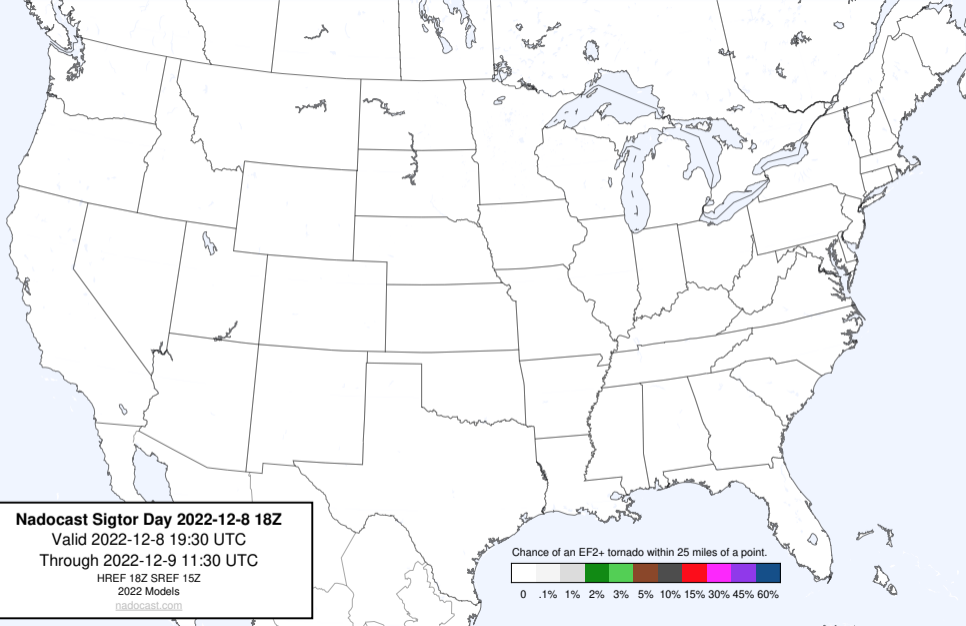 Nadocast Sigtor Day 2022-12-8 18Z
Valid 2022-12-8 19:30 UTC
Through 2022-12-9 11:30 UTC
HREF 18Z SREF 15Z
2022 Models
nadocast.com
Chance of an EF2+ tornado within 25 miles of a point.
0 .1% 1% 2% 3% 5% 10% 15% 30% 45% 60%